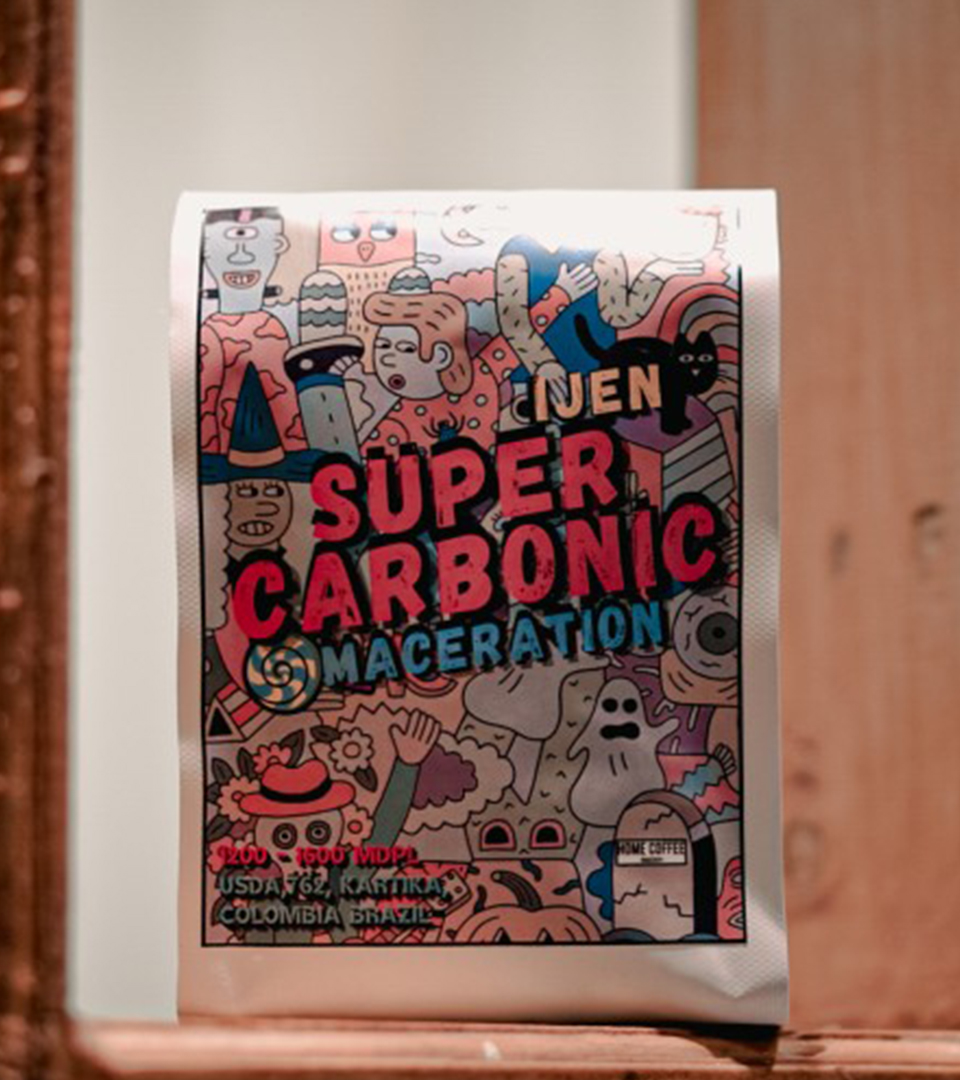 IJEN
SUPER
CARBONIC
MACERATION
HOME COFFEE
1200 - 1600 MDPL
USDA,762, KARTIKA,
COLOMBIA BRAZIL